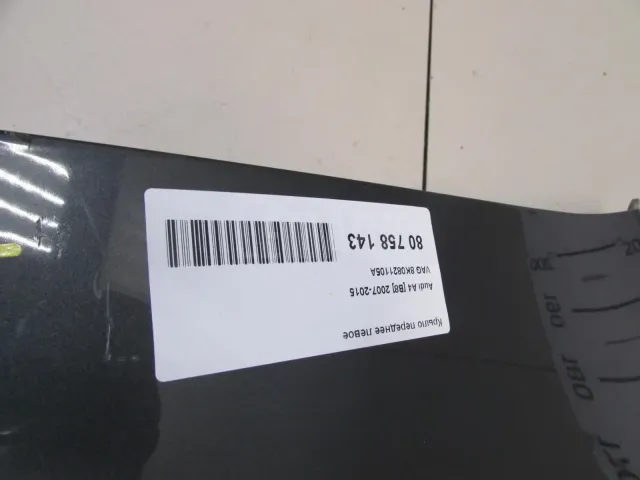 Крыло переднее левое
Audi A4 [B8] 2007-2015
VAG 8K0821105A
80 758 143